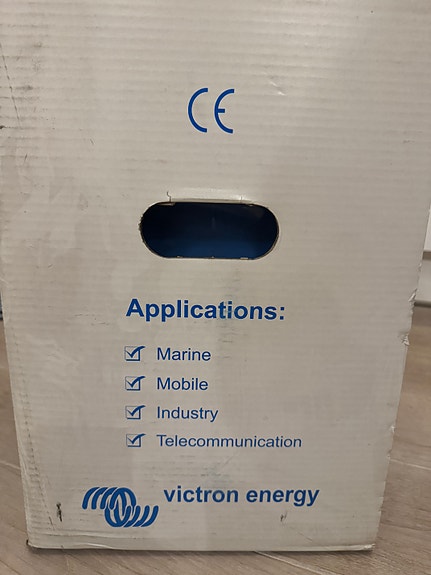 CE
Applications:
Marine
Mobile
Industry
Telecommunication
victron energy